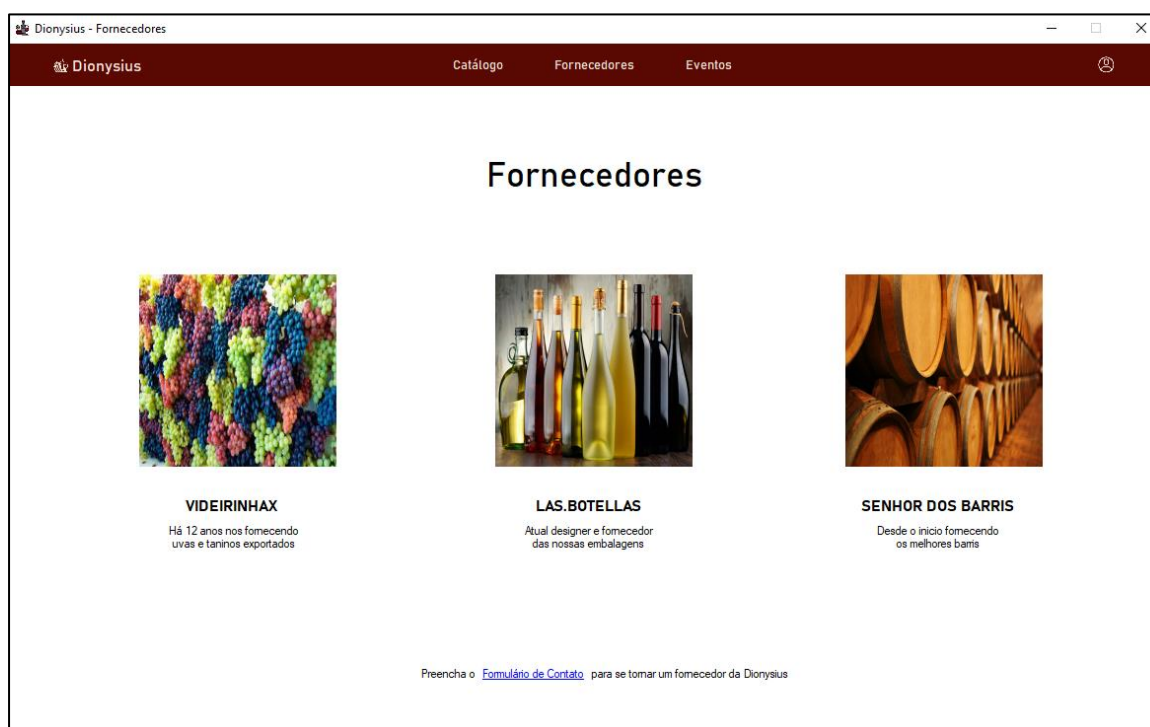 Dionysius - Fornecedores
Dionysius Catálogo Fornecedores Eventos
Fornecedores
VIDEIRINHAX
Há 12 anos nos fornecendo
uvas e taninos exportados
LAS.BOTELLAS
Atual designer e fornecedor
das nossas embalagens
SENHOR DOS BARRIS
Desde o inicio fornecendo
os melhores barris
Preencha o Formulário de Contato para se tornar um fornecedor da Dionysius